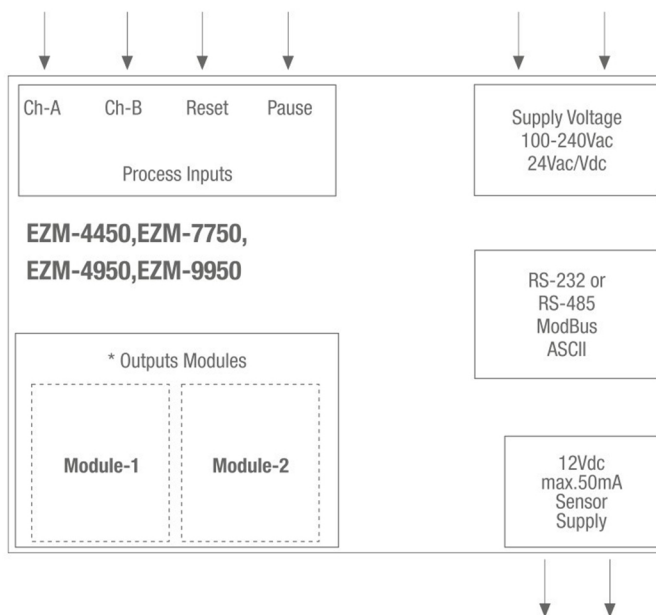 Ch-A Ch-B Reset Pause
Process Inputs
Supply Voltage
100-240Vac
24Vac/Vdc
EZM-4450,EZM-7750,
EZM-4950,EZM-9950
RS-232 or
RS-485
ModBus
ASCII
* Outputs Modules
Module-1 Module-2
12Vdc
max.50mA
Sensor
Supply